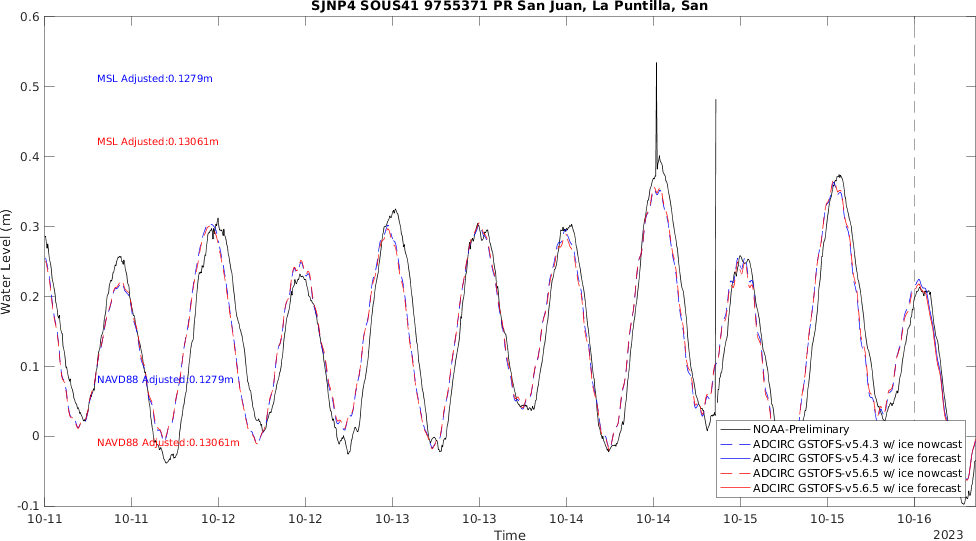 SJNP4 SOUS41 9755371 PR San Juan, La Puntilla, San
0.6
MSL Adjusted:0.1279m
0.5
MSL Adjusted:0.13061m
0.4
0.3
Water Level (m)
0.2
0.1
NAVD88 Adjusted:0.1279m
0
NAVD88 Adjusted:0.13061m
-0.1
NOAA-Preliminary
ADCIRC GSTOFS-v5.4.3 w/ ice nowcast
ADCIRC GSTOFS-v5.4.3 w/ ice forecast
ADCIRC GSTOFS-v5.6.5 w/ ice nowcast
ADCIRC GSTOFS-v5.6.5 w/ ice forecast
10-11 10-11 10-12 10-12 10-13 10-13 10-14 10-14 10-15 10-15 10-16
Time
2023